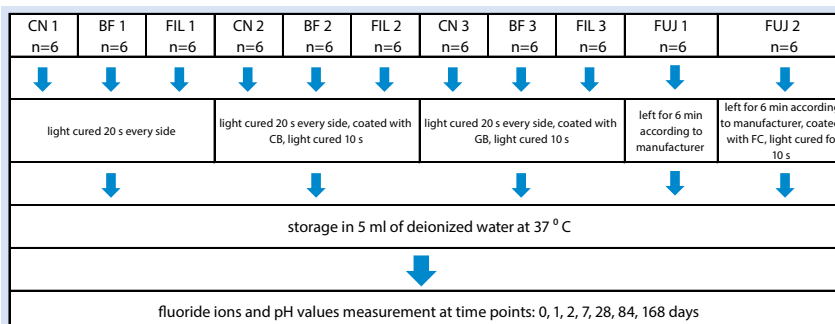 CN 1 BF 1 FIL 1 CN 2 BF 2 FIL 2 CN 3 BF 3 FIL 3 FUJ 1 FUJ 2
n=6 n=6 n=6 n=6 n=6 n=6 n=6 n=6 n=6 n=6 n=6
light cured 20 s every side
light cured 20 s every side, coated with
CB, light cured 10 s
light cured 20 s every side, coated with
GB, light cured 10 s
left for 6 min
according to
manufacturer
left for 6 min according
to manufacturer, coated
with FC, light cured fo
10 s
storage in 5 ml of deionized water at 37 ⁰ C
fluoride ions and pH values measurement at time points: 0, 1, 2, 7, 28, 84, 168 days